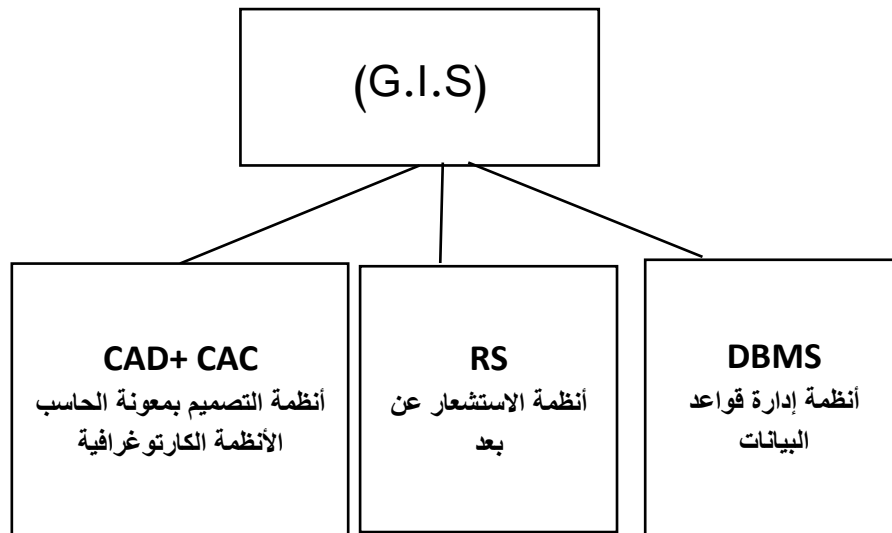 (G.I.S)
CAD+ CAC
أنظمة التصميم بمعونة الحاسب
الأنظمة الكارتوغرافية
RS
أنظمة الاستشعار عن
بعد
DBMS
أنظمة إدارة قواعد
البيانات